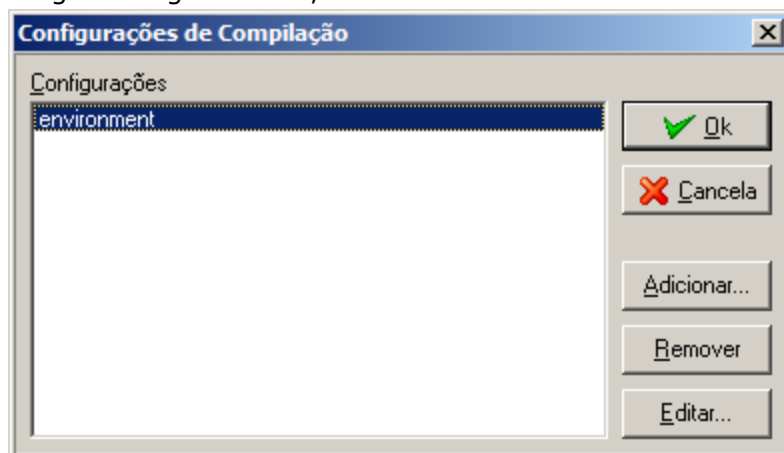 Configurações de Compilação
Configurações
environment
Ok
Cancela
Adicionar...
Remover
Editar...